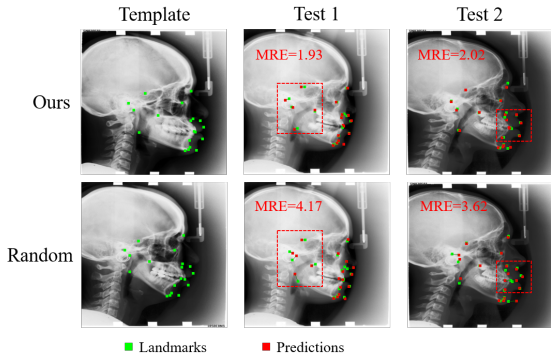 Template Test 1 Test 2
Ours MRE=1.93 MRE=2.02
Random MRE=4.17 MRE=3.62
Landmarks Predictions